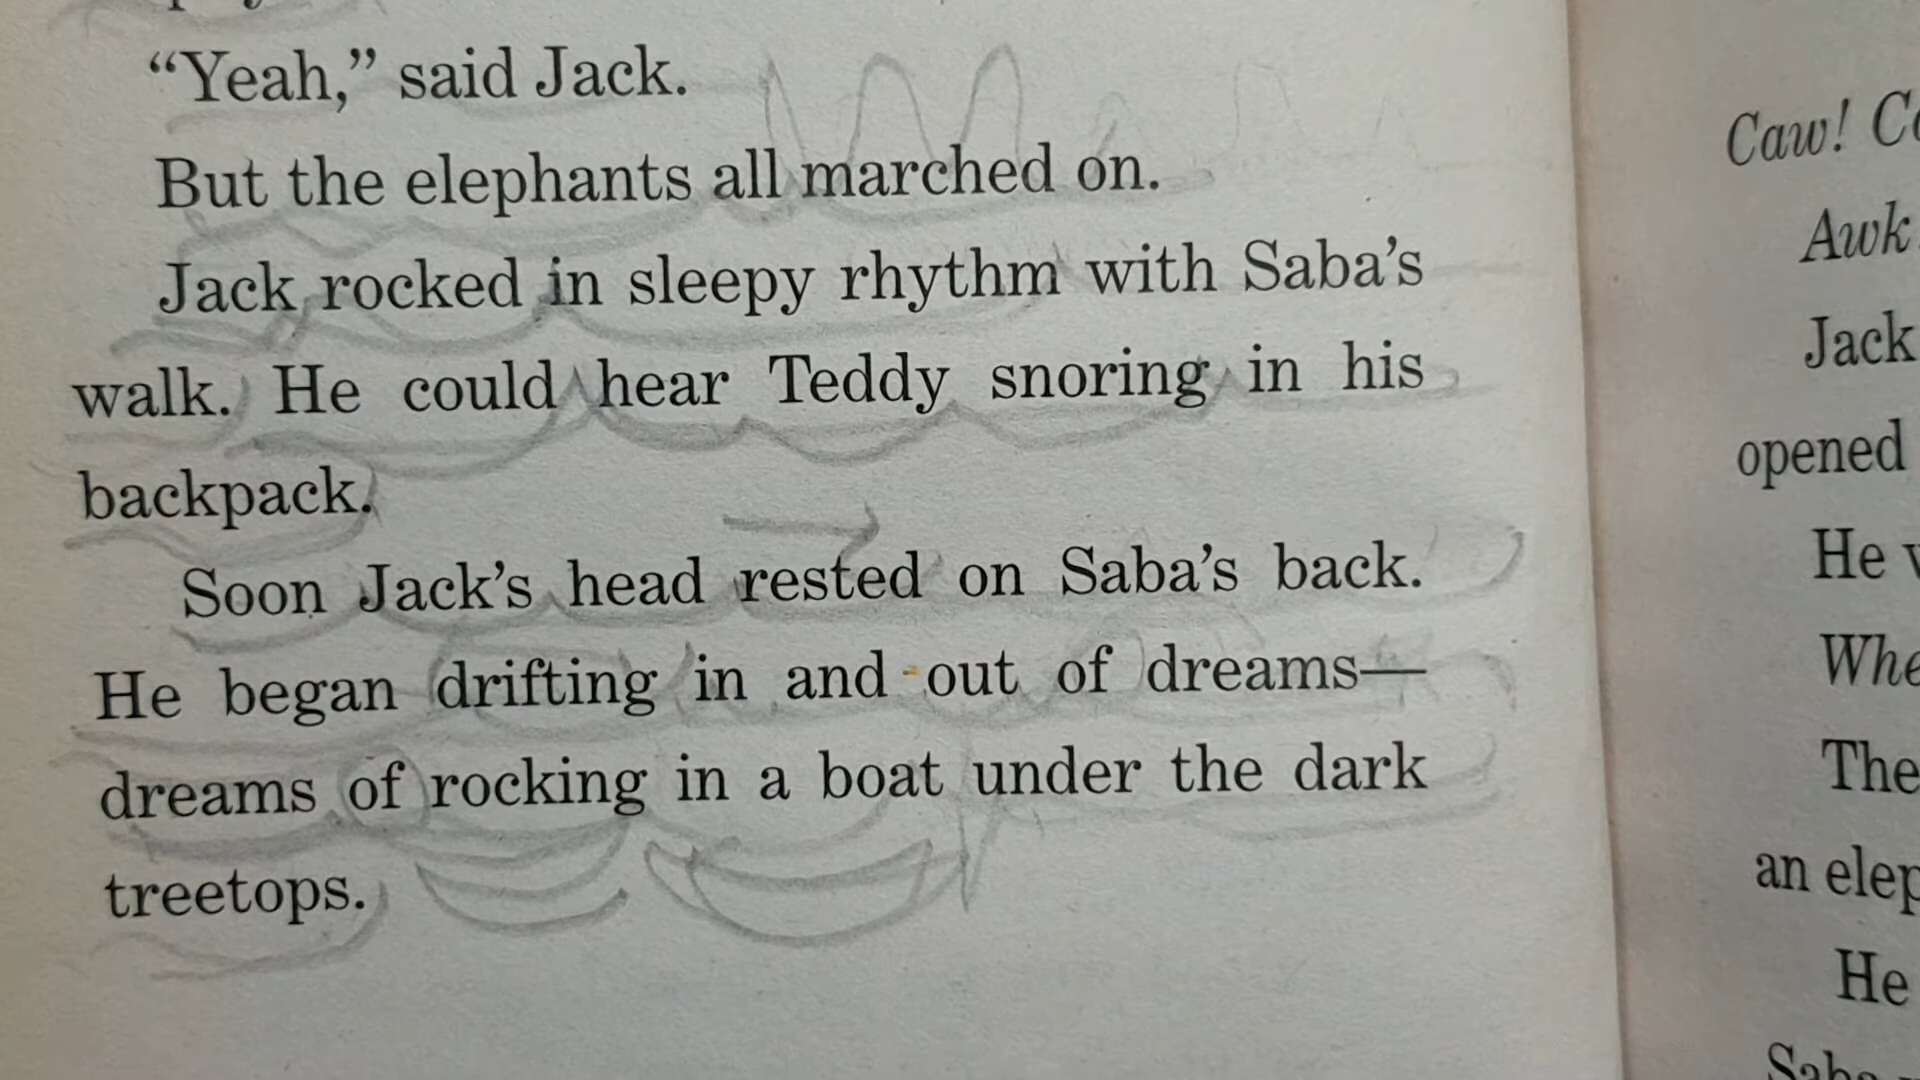 “Yeah,” said Jack.
But the elephants all marched on.
Jack rocked in sleepy rhythm with Saba’s
walk. He could hear Teddy snoring in his
backpack.
Soon Jack’s head rested on Saba’s back.
He began drifting in and out of dreams—
dreams of rocking in a boat under the dark
treetops.
Caw!
Awk
Jack
opened
He
The
an
He